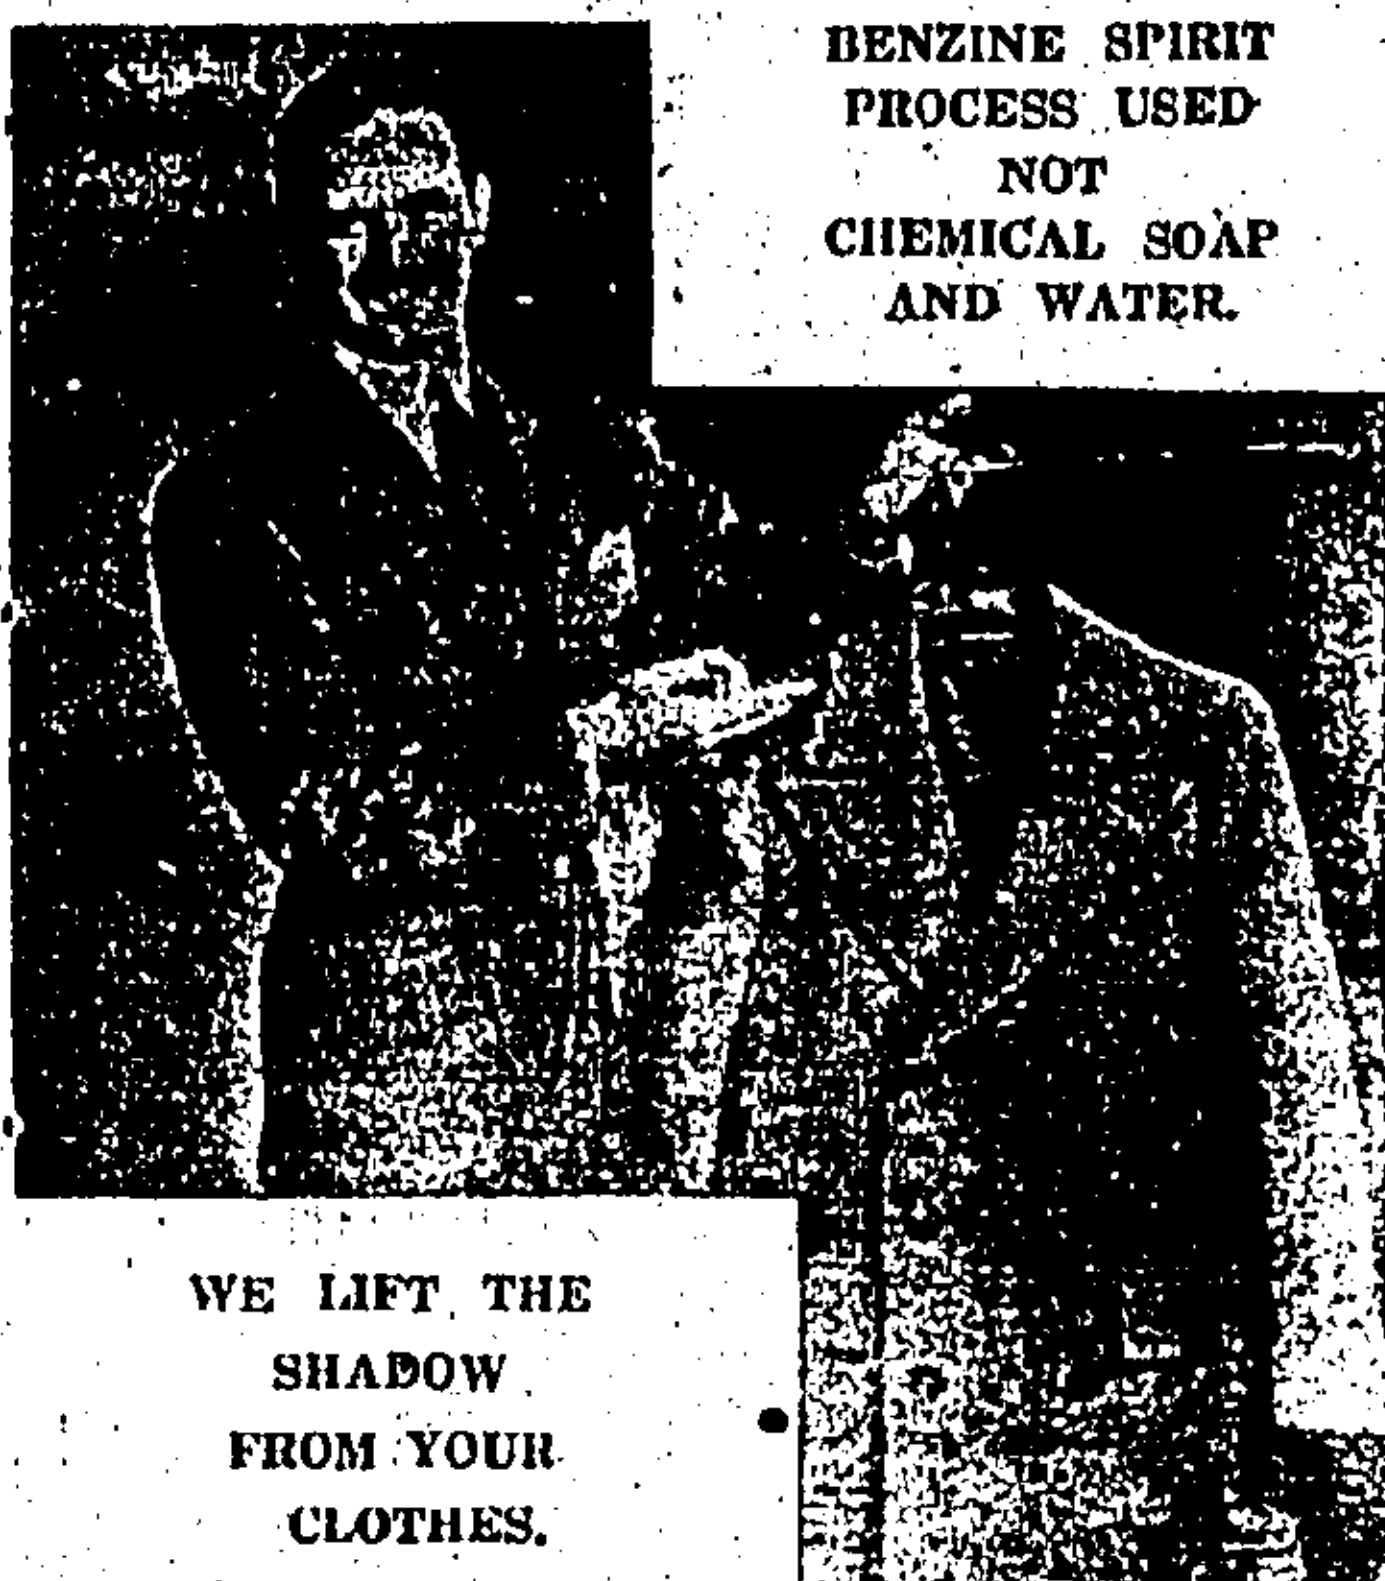 BENZINE SPIRIT
PROCESS USED
NOT
CHEMICAL SOAP
AND WATER.
WE LIFT THE
SHADOW
FROM YOUR
CLOTHES.